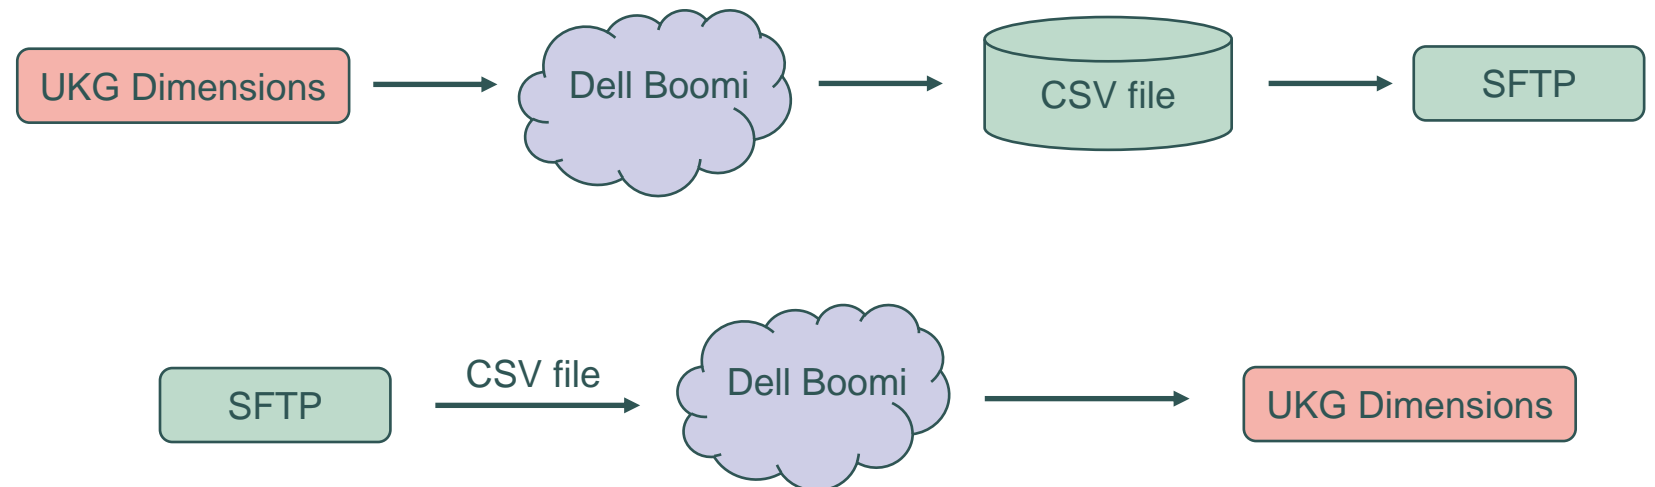 UKG Dimensions
Dell Boomi
CSV file
SFTP
SFTP
CSV file
Dell Boomi
UKG Dimensions